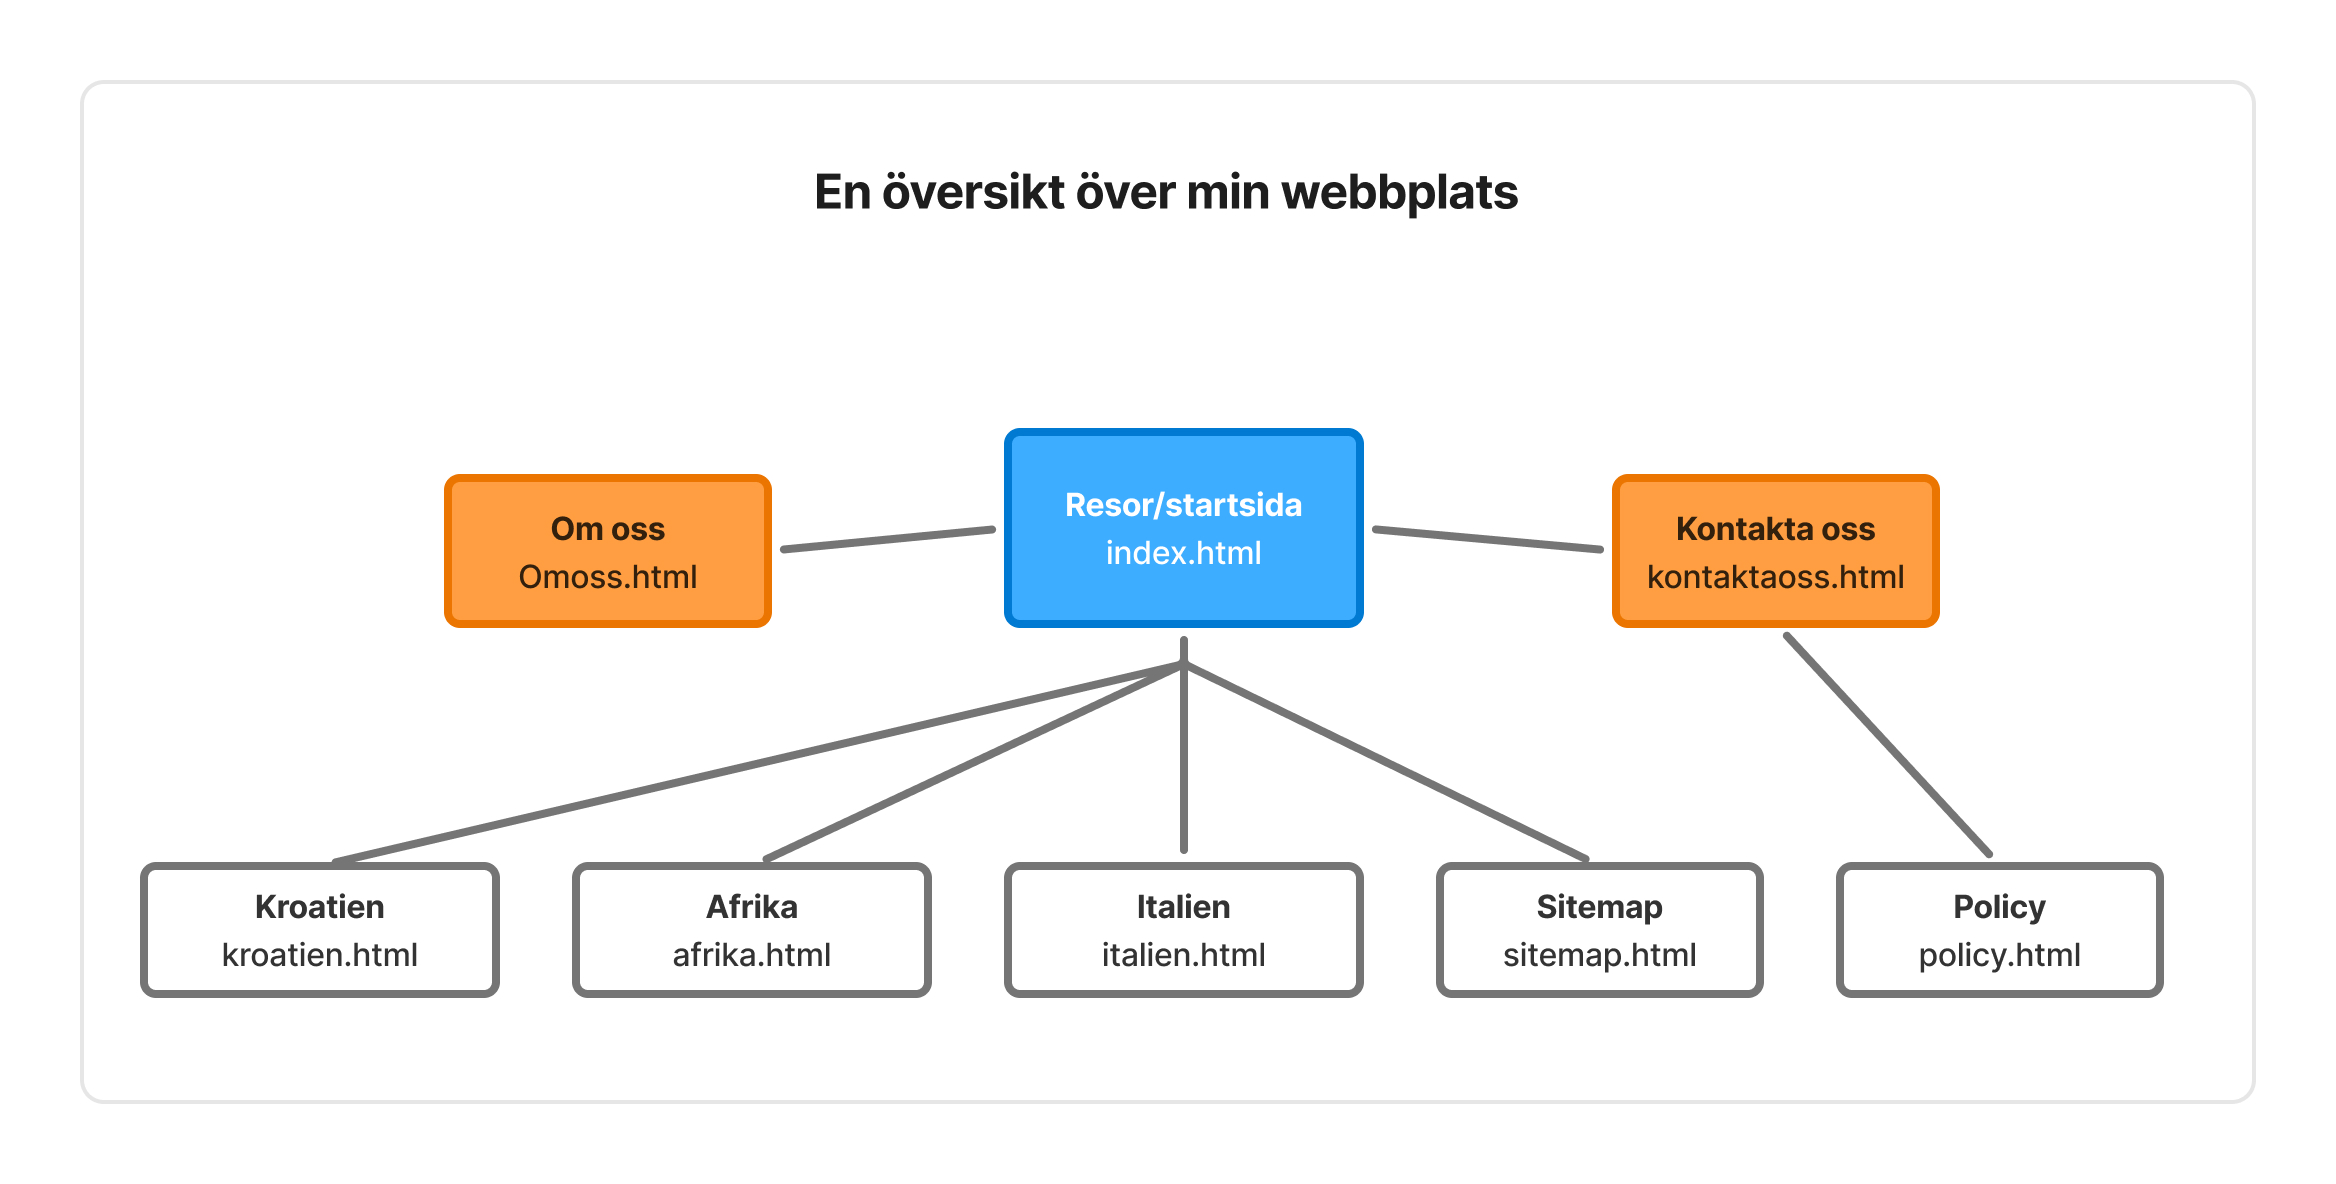 En översikt över min webbplats
Om oss
Omoss.html
Resor/startsida
index.html
Kontakta oss
kontaktaoss.html
Kroatien
kroatien.html
Afrika
afrika.html
Italien
italien.html
Sitemap
sitemap.html
Policy
policy.html